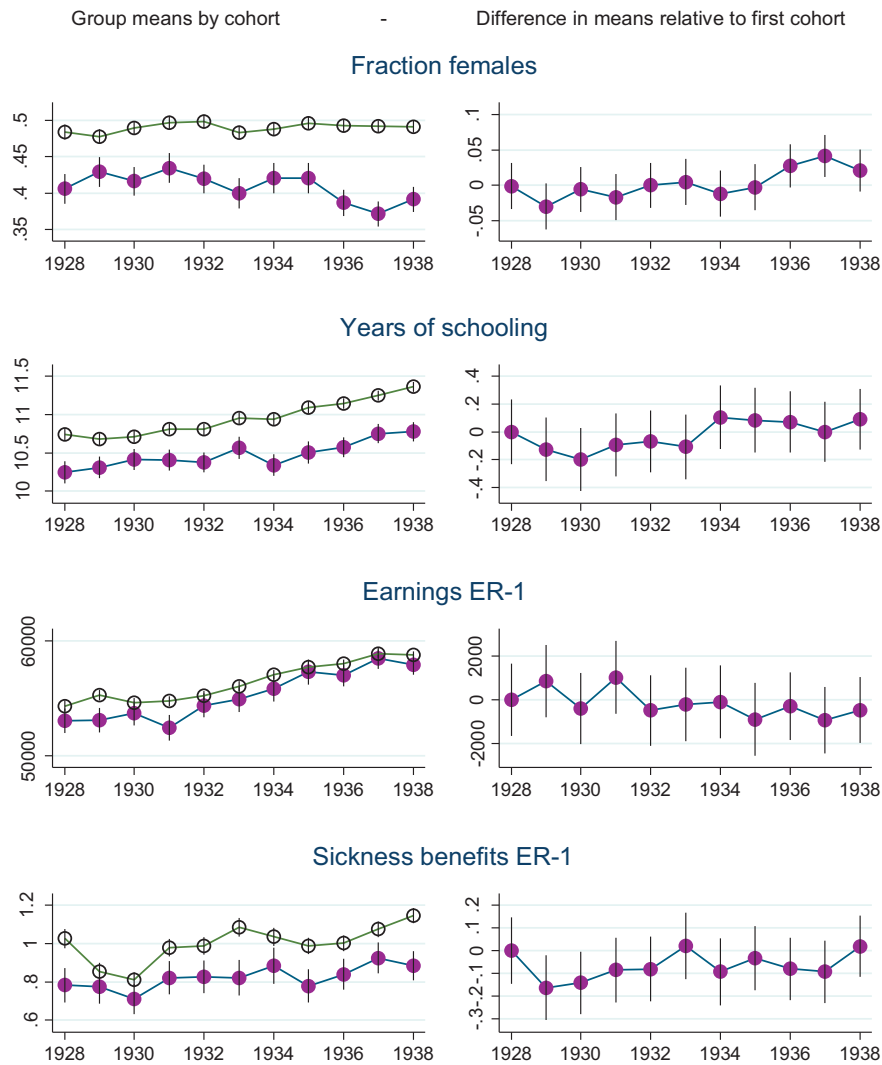 Group means by cohort - Difference in means relative to first cohort
Fraction females
.5
.45
.4
.35
1928 1930 1932 1934 1936 1938
.1
.05
0
-.05
1928 1930 1932 1934 1936 1938
Years of schooling
11.5
11
10.5
10
1928 1930 1932 1934 1936 1938
.4
.2
0
-.2
-.4
1928 1930 1932 1934 1936 1938
Earnings ER-1
60000
50000
1928 1930 1932 1934 1936 1938
2000
0
-2000
1928 1930 1932 1934 1936 1938
Sickness benefits ER-1
1.2
1
.8
.6
1928 1930 1932 1934 1936 1938
.2
.1
0
-.1
-.2
-.3
1928 1930 1932 1934 1936 1938